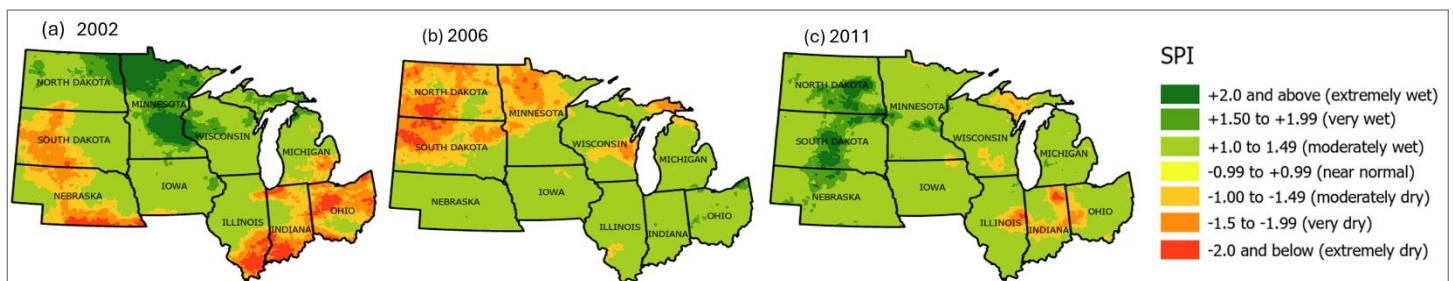 (a) 2002
NORTH DAKOTA
MINNESOTA
SOUTH DAKOTA
WISCONSIN
MICHIGAN
NEBRASKA
IOWA
ILLINOIS
INDIANA
OHIO
(b) 2006
NORTH DAKOTA
MINNESOTA
SOUTH DAKOTA
WISCONSIN
MICHIGAN
NEBRASKA
IOWA
ILLINOIS
INDIANA
OHIO
(c) 2011
NORTH DAKOTA
MINNESOTA
SOUTH DAKOTA
WISCONSIN
MICHIGAN
NEBRASKA
IOWA
ILLINOIS
INDIANA
OHIO
SPI
+2.0 and above (extremely wet)
+1.50 to +1.99 (very wet)
+1.0 to 1.49 (moderately wet)
-0.99 to +0.99 (near normal)
-1.00 to -1.49 (moderately dry)
-1.5 to -1.99 (very dry)
-2.0 and below (extremely dry)